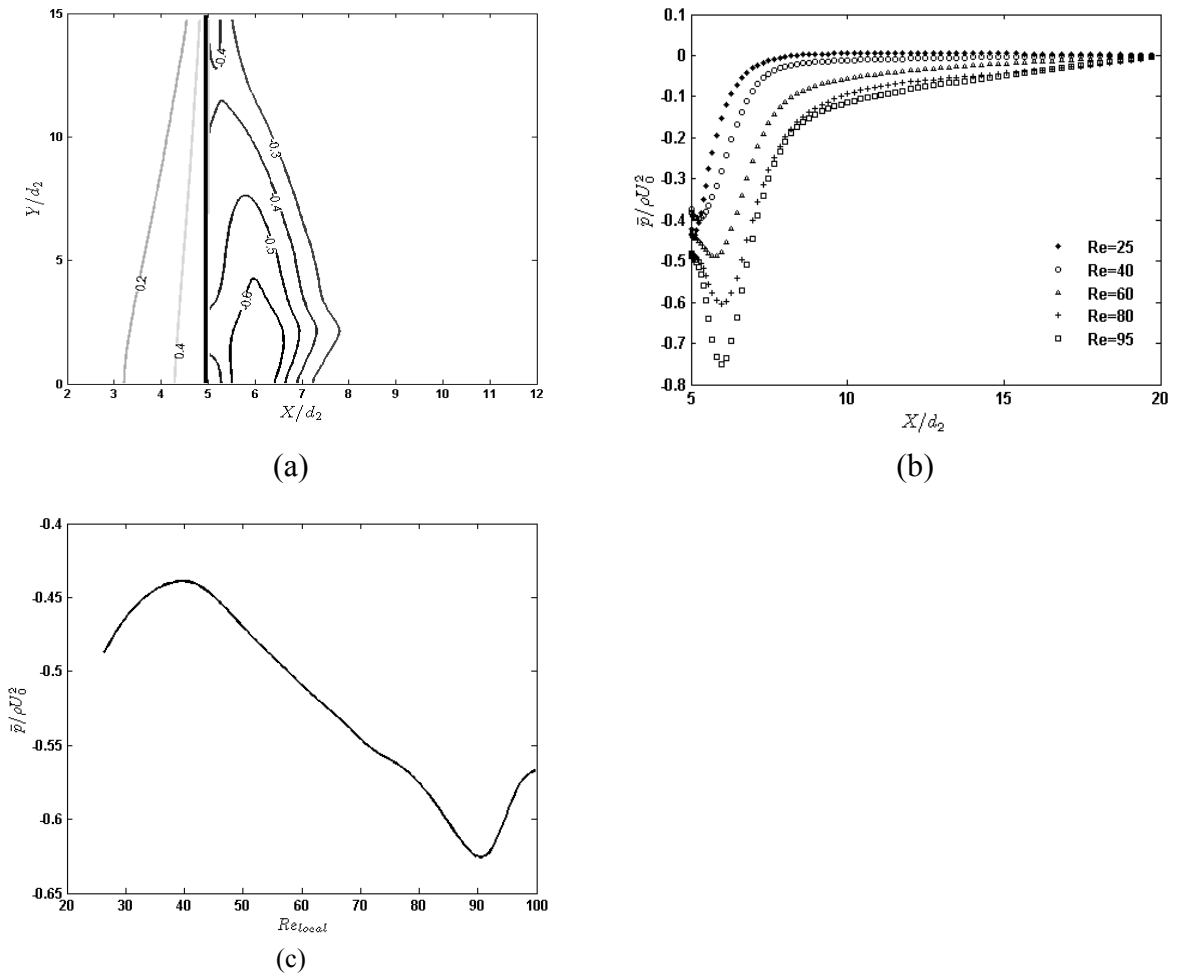 15
10
5
0
Y/d₂
2 3 4 5 6 7 8 9 10 11 12
X/d₂
0.2
0.4
-0.4
-0.3
-0.4
-0.5
-0.6
(a)
0.1
0
-0.1
-0.2
-0.3
-0.4
-0.5
-0.6
-0.7
-0.8
p̄/ρU₀²
5 10 15 20
X/d₂
Re=25
Re=40
Re=60
Re=80
Re=95
(b)
-0.4
-0.45
-0.5
-0.55
-0.6
-0.65
p̄/ρU₀²
20 30 40 50 60 70 80 90 100
Re_local
(c)